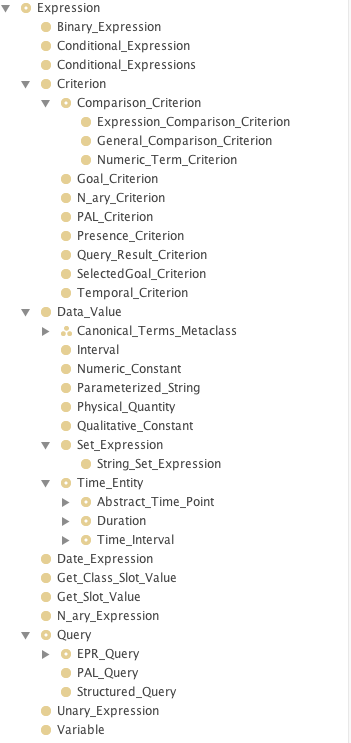 Expression
Binary_Expression
Conditional_Expression
Conditional_Expressions
Criterion
Comparison_Criterion
Expression_Comparison_Criterion
General_Comparison_Criterion
Numeric_Term_Criterion
Goal_Criterion
N_ary_Criterion
PAL_Criterion
Presence_Criterion
Query_Result_Criterion
SelectedGoal_Criterion
Temporal_Criterion
Data_Value
Canonical_Terms_Metaclass
Interval
Numeric_Constant
Parameterized_String
Physical_Quantity
Qualitative_Constant
Set_Expression
String_Set_Expression
Time_Entity
Abstract_Time_Point
Duration
Time_Interval
Date_Expression
Get_Class_Slot_Value
Get_Slot_Value
N_ary_Expression
Query
EPR_Query
PAL_Query
Structured_Query
Unary_Expression
Variable